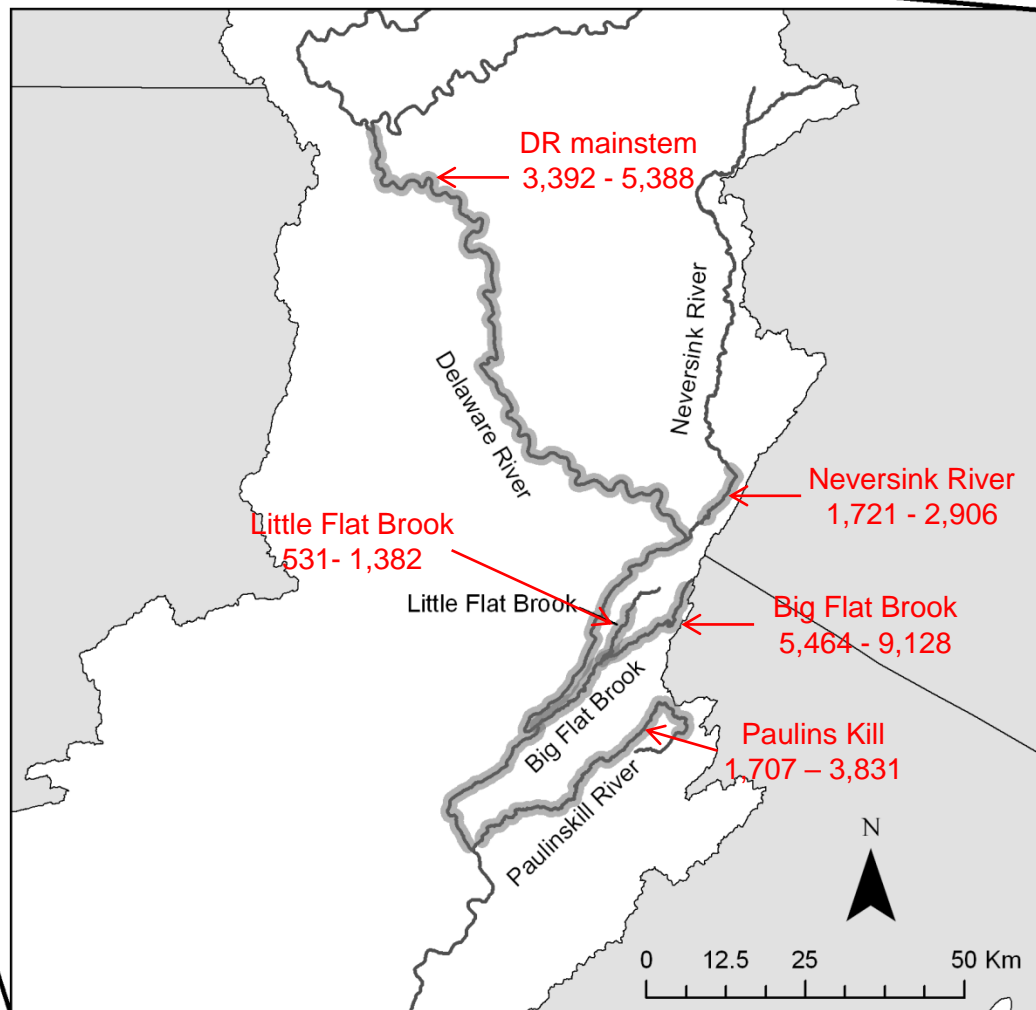 DR mainstem
3,392 - 5,388
Neversink River
Delaware River
Neversink River
1,721 - 2,906
Little Flat Brook
531- 1,382
Little Flat Brook
Big Flat Brook
5,464 - 9,128
Big Flat Brook
Paulins Kill
1,707 – 3,831
Paulinskill River
N
0 12.5 25 50 Km